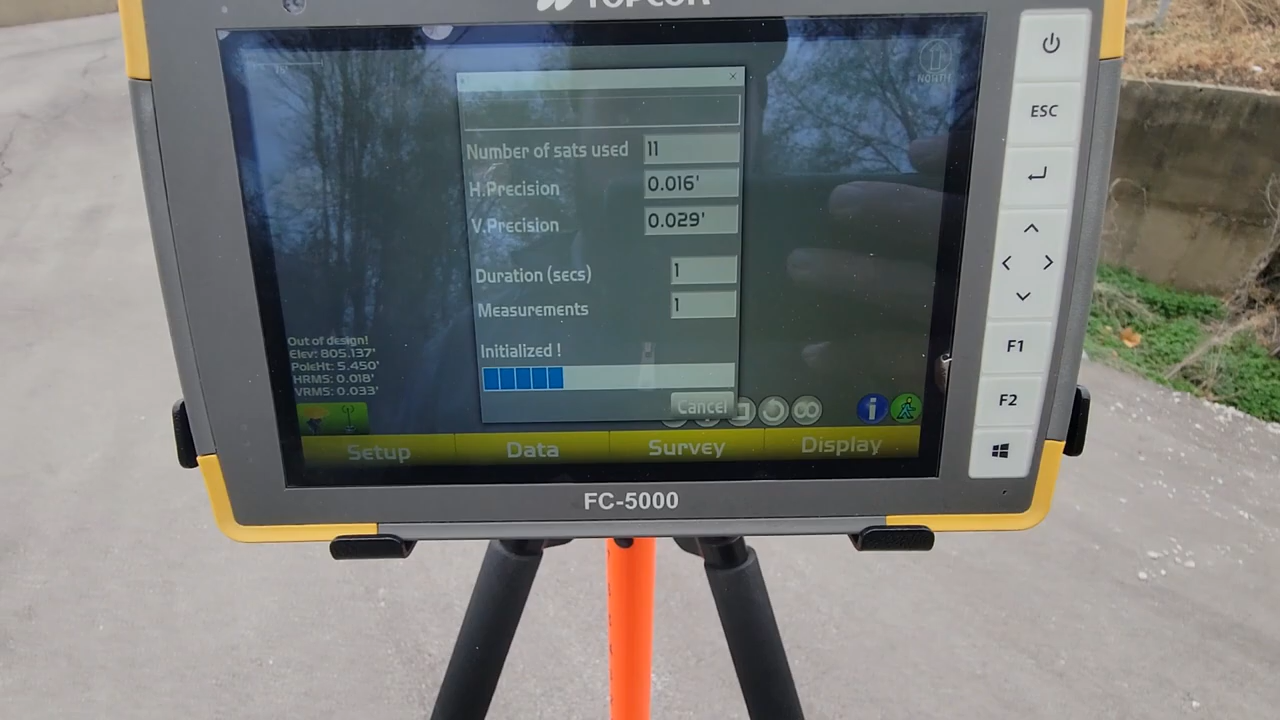 TOPCON
15'
NORTH
Number of sats used 11
H.Precision 0.016'
V.Precision 0.029'
Duration (secs) 1
Measurements 1
Initialized !
Cancel
Out of design!
Elev: 805.137'
PoleHt: 5.450'
HRMS: 0.018'
VRMS: 0.033'
Setup Data Survey Display
FC-5000
ESC
F1
F2